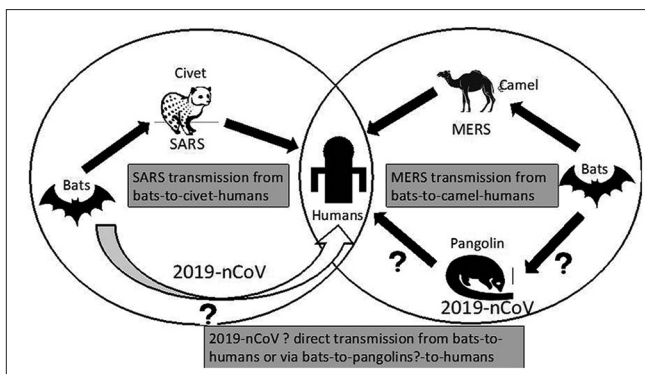 Civet
SARS
Bats
SARS transmission from
bats-to-civet-humans
2019-nCoV
?
Humans
Camel
MERS
MERS transmission from
bats-to-camel-humans
Bats
Pangolin
?
?
2019-nCoV
2019-nCoV ? direct transmission from bats-to-
humans or via bats-to-pangolins?-to-humans